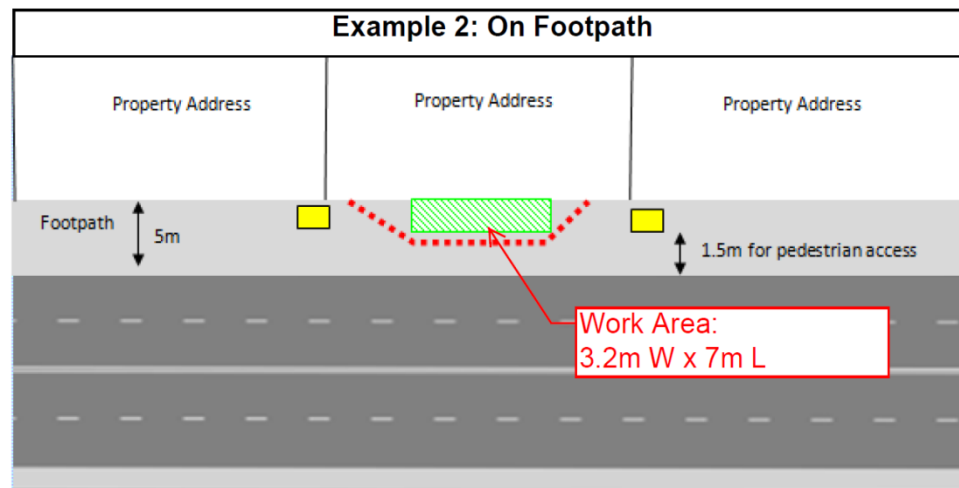 Example 2: On Footpath
Property Address
Property Address
Property Address
Footpath
5m
1.5m for pedestrian access
Work Area:
3.2m W x 7m L